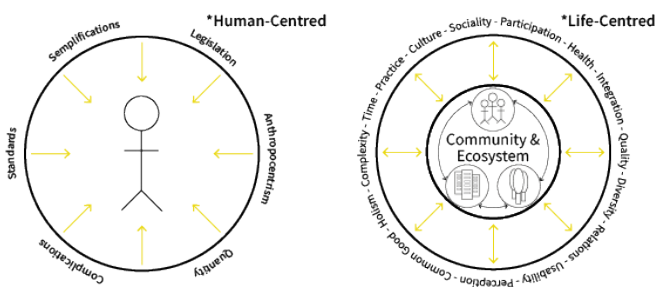 *Human-Centred
Semplifications
Legislation
Standards
Anthropocentrism
Complications
Quantity
*Life-Centred
Common Good - Holism - Complexity - Time - Practice - Culture - Sociality - Participation - Health - Integration - Quality - Diversity - Relations - Usability - Perception -
Community &
Ecosystem